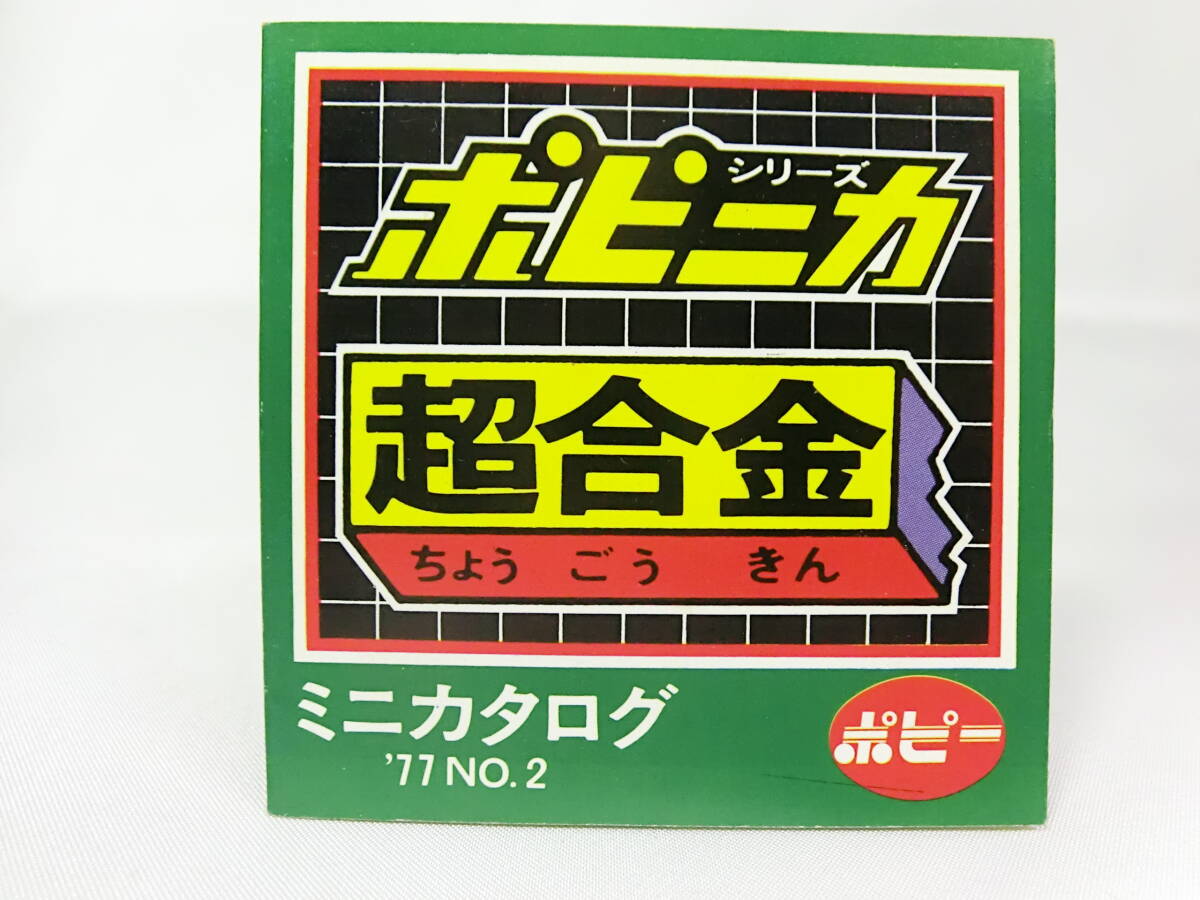 シリーズ
ポピニカ
超合金
ちょう ごう きん
ミニカタログ
'77 NO.2
ポピー